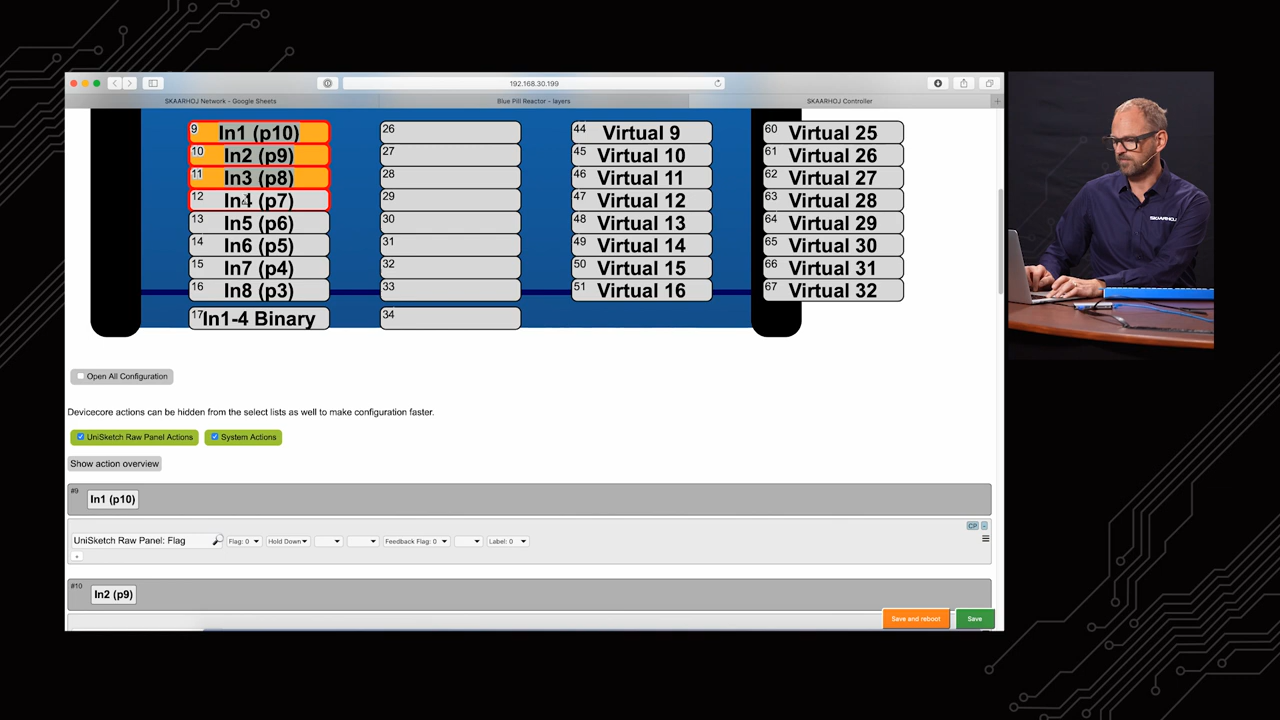 192.168.30.199
SKAARHOJ Network - Google Sheets
Blue Pill Reactor - layers
SKAARHOJ Controller
9 In1 (p10)
26
44 Virtual 9
60 Virtual 25
10 In2 (p9)
27
45 Virtual 10
61 Virtual 26
11 In3 (p8)
28
46 Virtual 11
62 Virtual 27
12 In4 (p7)
29
47 Virtual 12
63 Virtual 28
13 In5 (p6)
30
48 Virtual 13
64 Virtual 29
14 In6 (p5)
31
49 Virtual 14
65 Virtual 30
15 In7 (p4)
32
50 Virtual 15
66 Virtual 31
16 In8 (p3)
33
51 Virtual 16
67 Virtual 32
17 In1-4 Binary
34
Open All Configuration
Devicecore actions can be hidden from the select lists as well to make configuration faster.
UniSketch Raw Panel Actions
System Actions
Show action overview
#9 In1 (p10)
CP -
UniSketch Raw Panel: Flag
Flag: 0
Hold Down
Feedback Flag: 0
Label: 0
+
#10 In2 (p9)
Save and reboot
Save
SKAARHOJ